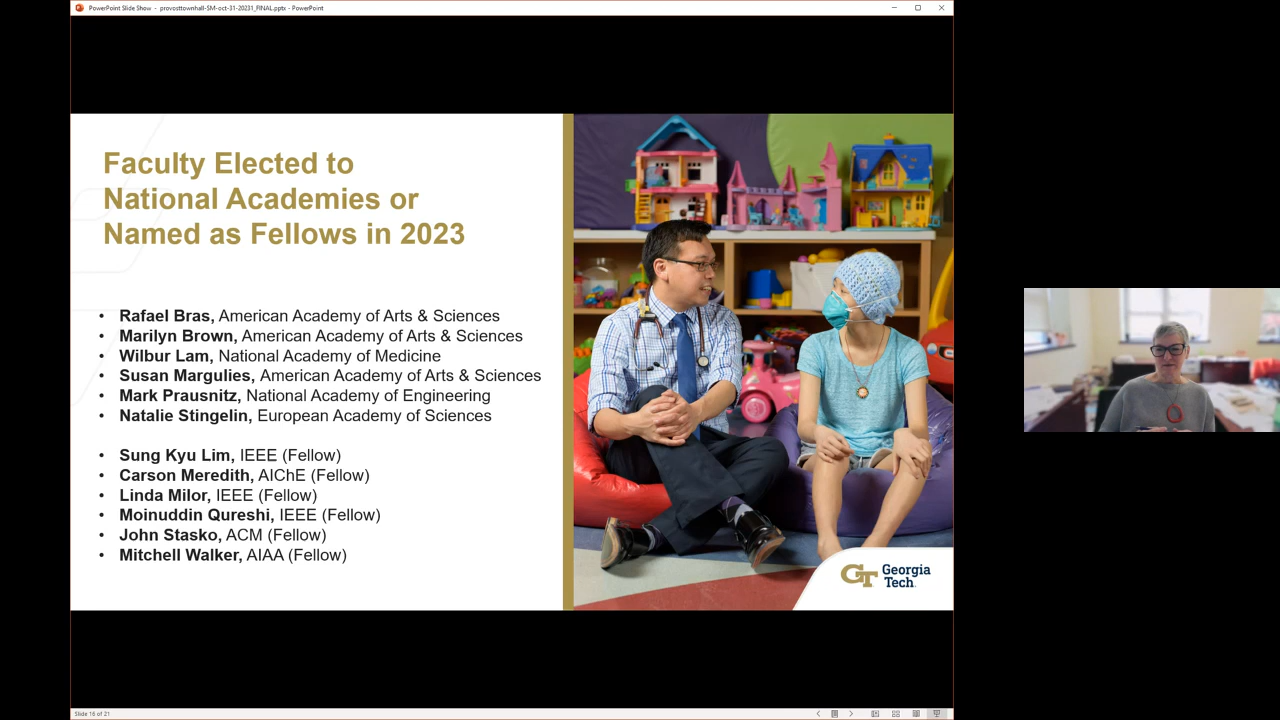 PowerPoint Slide Show - provosttownhall-SM-oct-31-20231_FINAL.pptx - PowerPoint
Faculty Elected to
National Academies or
Named as Fellows in 2023
• Rafael Bras, American Academy of Arts & Sciences
• Marilyn Brown, American Academy of Arts & Sciences
• Wilbur Lam, National Academy of Medicine
• Susan Margulies, American Academy of Arts & Sciences
• Mark Prausnitz, National Academy of Engineering
• Natalie Stingelin, European Academy of Sciences
• Sung Kyu Lim, IEEE (Fellow)
• Carson Meredith, AIChE (Fellow)
• Linda Milor, IEEE (Fellow)
• Moinuddin Qureshi, IEEE (Fellow)
• John Stasko, ACM (Fellow)
• Mitchell Walker, AIAA (Fellow)
GT Georgia
Tech
Slide 16 of 21